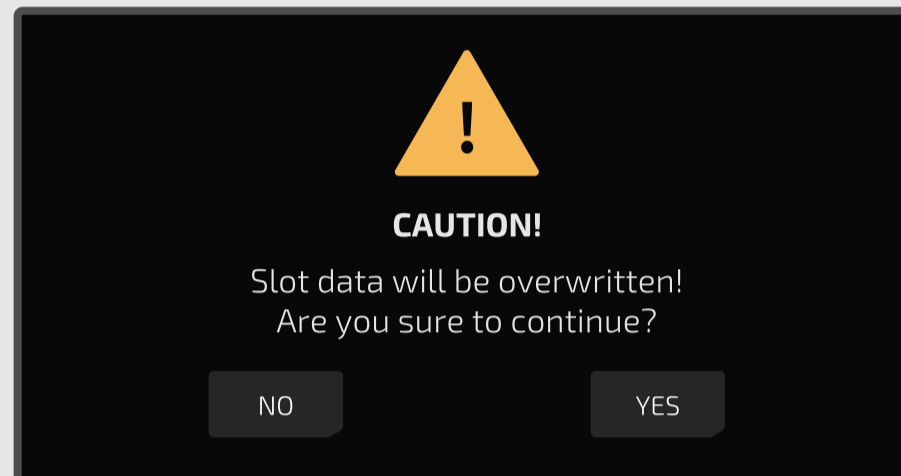 !
CAUTION!
Slot data will be overwritten!
Are you sure to continue?
NO
YES